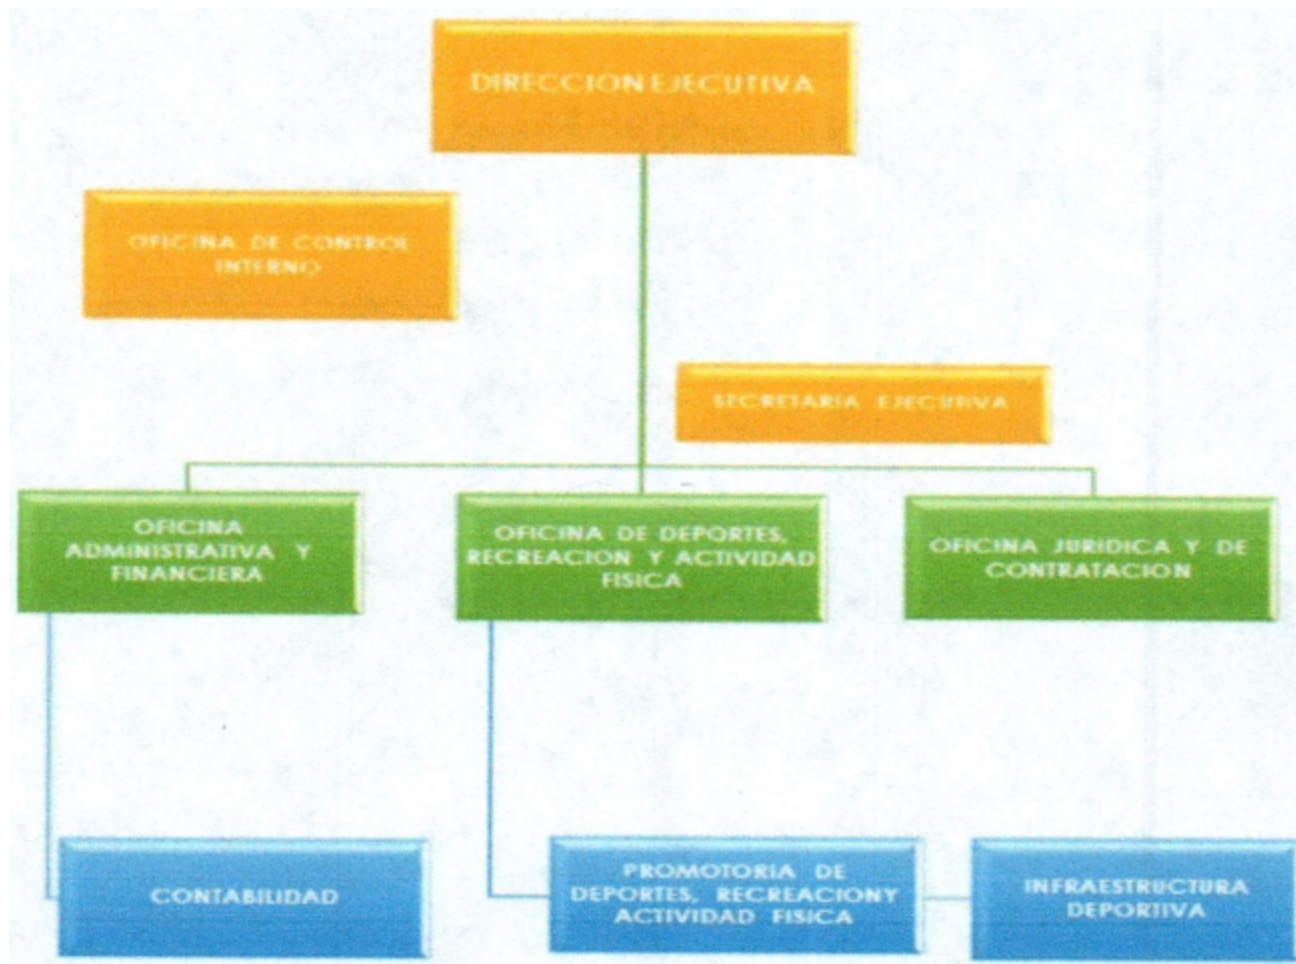 DIRECCION EJECUTIVA
OFICINA DE CONTROL
INTERNO
SECRETARIA EJECUTIVA
OFICINA
ADMINISTRATIVA Y
FINANCIERA
OFICINA DE DEPORTES,
RECREACION Y ACTIVIDAD
FISICA
OFICINA JURIDICA Y DE
CONTRATACION
CONTABILIDAD
PROMOTORIA DE
DEPORTES, RECREACIONY
ACTIVIDAD FISICA
INFRAESTRUCTURA
DEPORTIVA